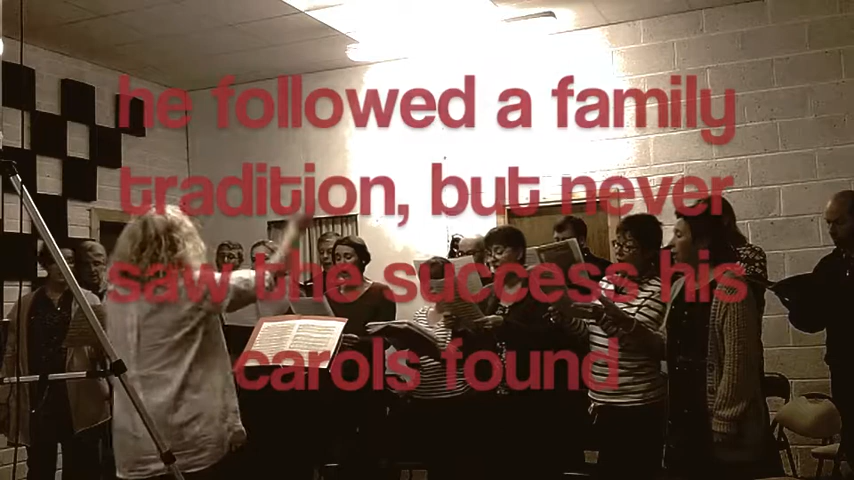 he followed a family
tradition, but never
saw the success his
carols found